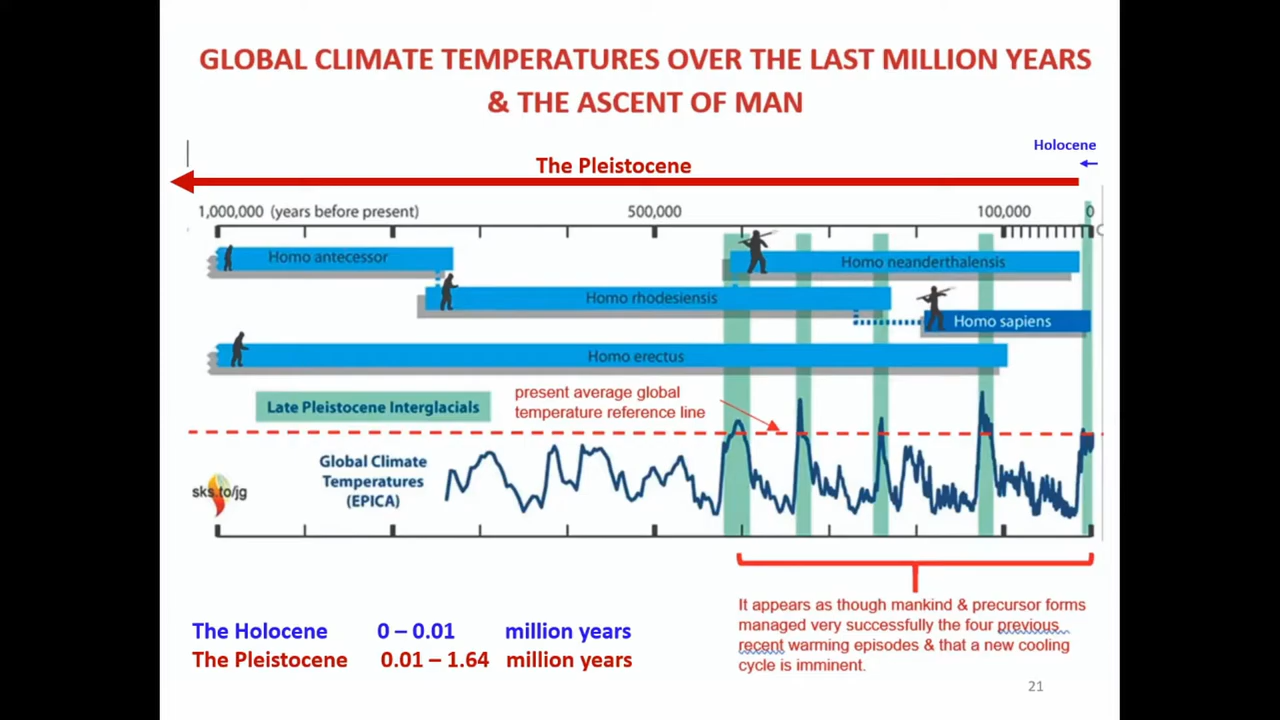 GLOBAL CLIMATE TEMPERATURES OVER THE LAST MILLION YEARS
& THE ASCENT OF MAN
Holocene
The Pleistocene
1,000,000 (years before present)
500,000
100,000
0
Homo antecessor
Homo neanderthalensis
Homo rhodesiensis
Homo sapiens
Homo erectus
present average global
temperature reference line
Late Pleistocene Interglacials
Global Climate
Temperatures
(EPICA)
sks.to/jg
It appears as though mankind & precursor forms
managed very successfully the four previous
recent warming episodes & that a new cooling
cycle is imminent.
The Holocene 0 – 0.01 million years
The Pleistocene 0.01 – 1.64 million years
21